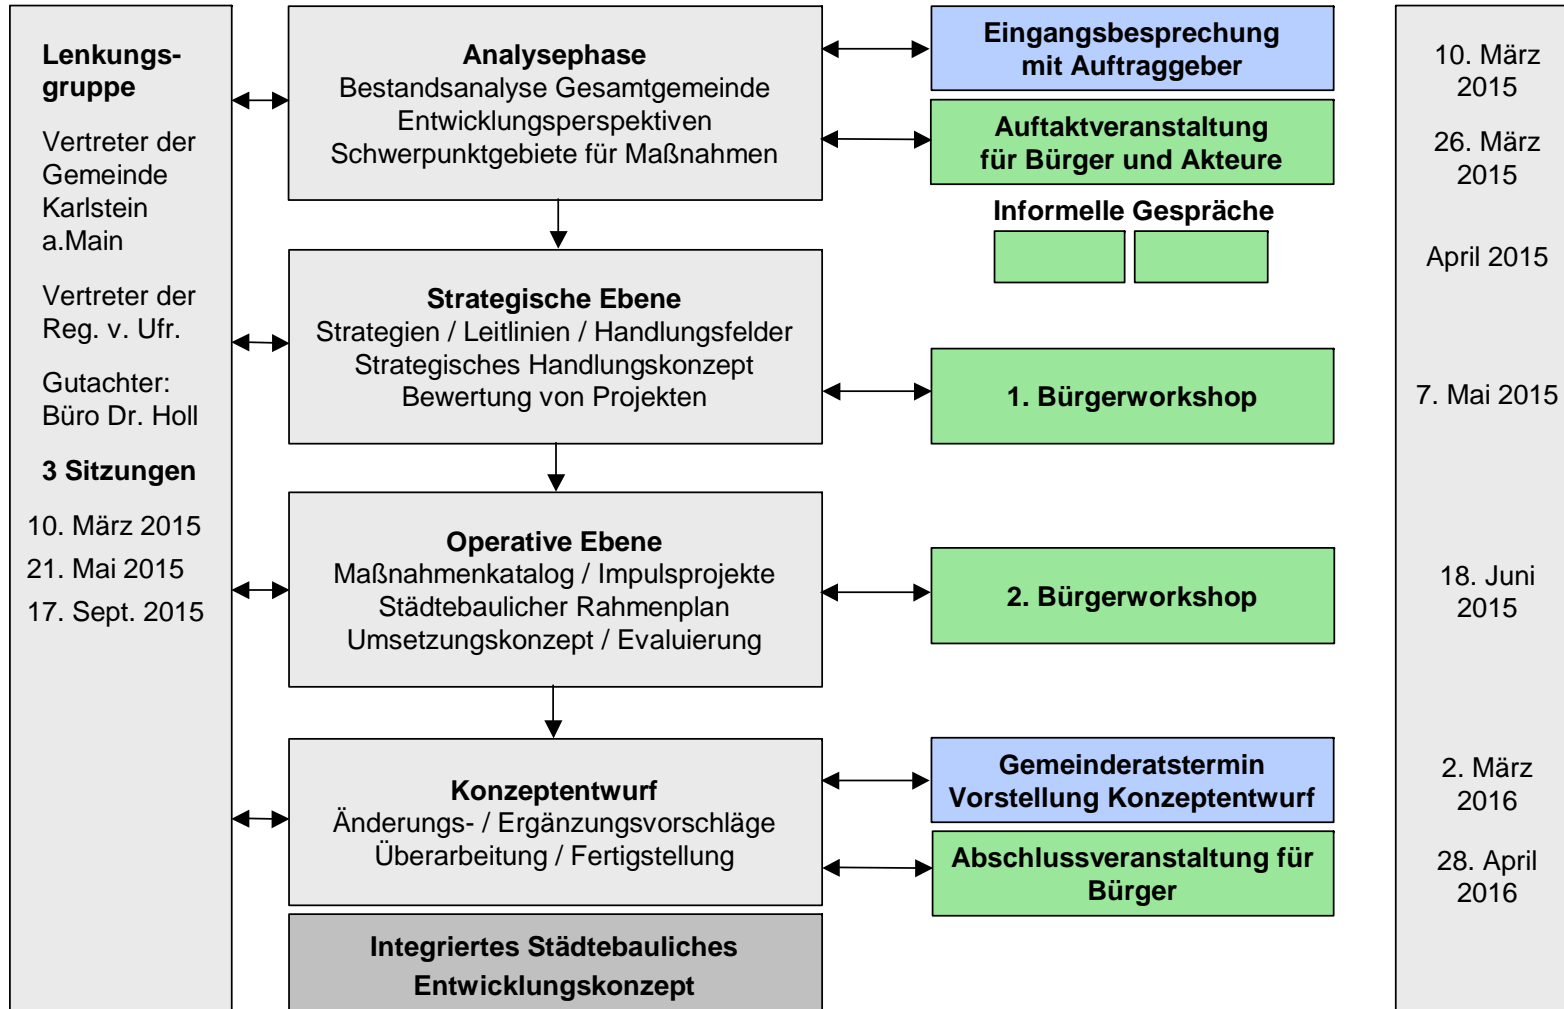 Lenkungs-
gruppe
Vertreter der
Gemeinde
Karlstein
a.Main
Vertreter der
Reg. v. Ufr.
Gutachter:
Büro Dr. Holl
3 Sitzungen
10. März 2015
21. Mai 2015
17. Sept. 2015
Analysephase
Bestandsanalyse Gesamtgemeinde
Entwicklungsperspektiven
Schwerpunktgebiete für Maßnahmen
Strategische Ebene
Strategien / Leitlinien / Handlungsfelder
Strategisches Handlungskonzept
Bewertung von Projekten
Operative Ebene
Maßnahmenkatalog / Impulsprojekte
Städtebaulicher Rahmenplan
Umsetzungskonzept / Evaluierung
Konzeptentwurf
Änderungs- / Ergänzungsvorschläge
Überarbeitung / Fertigstellung
Integriertes Städtebauliches
Entwicklungskonzept
Eingangsbesprechung
mit Auftraggeber
Auftaktveranstaltung
für Bürger und Akteure
Informelle Gespräche
1. Bürgerworkshop
2. Bürgerworkshop
Gemeinderatstermin
Vorstellung Konzeptentwurf
Abschlussveranstaltung für
Bürger
10. März
2015
26. März
2015
April 2015
7. Mai 2015
18. Juni
2015
2. März
2016
28. April
2016